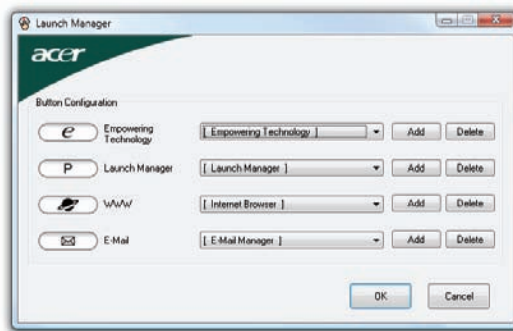 Launch Manager
acer
Button Configuration
e Empowering Technology [ Empowering Technology ] Add Delete
P Launch Manager [ Launch Manager ] Add Delete
WWW [ Internet Browser ] Add Delete
E-Mail [ E-Mail Manager ] Add Delete
OK Cancel